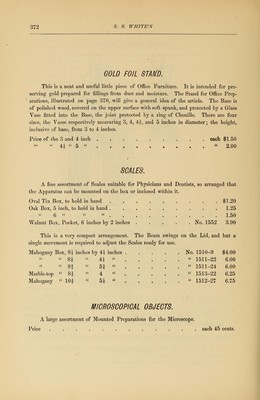 372
S. S. WHITE'S
GOLD FOIL STAND.
This is a neat and useful little piece of Office Furniture. It is intended for pre-
serving gold prepared for fillings from dust and moisture. The Stand for Office Prep-
arations, illustrated on page 370, will give a general idea of the article. The Base is
of polished wood, covered on the upper surface with soft spunk, and protected by a Glass
Vase fitted into the Base, the joint protected by a ring of Chenille. There are four
sizes, the Vases respectively measuring 3, 4, 4½, and 5 inches in diameter; the height,
inclusive of base, from 3 to 4 inches.
Price of the 3 and 4 inch . . . . . . . . . each $1.50
" " 4½ " 5 " . . . . . . . . . " 2.00
SCALES.
A fine assortment of Scales suitable for Physicians and Dentists, so arranged that
the Apparatus can be mounted on the box or inclosed within it.
Oval Tin Box, to hold in hand . . . . . . . . . $1.20
Oak Box, 5 inch, to hold in hand . . . . . . . . . 1.25
" 6 " " " . . . . . . . . . 1.50
Walnut Box, Pocket, 6 inches by 2 inches . . . . . No. 1552 3.00
This is a very compact arrangement. The Beam swings on the Lid, and but a
single movement is required to adjust the Scales ready for use.
Mahogany Box, 8½ inches by 4½ inches . . . . . No. 1510-9 $4.00
" " 8½ " 4½ " . . . . . " 1511-22 6.00
" " 9½ " 5½ " . . . . . " 1511-24 6.00
Marble-top " 8½ " 4 " . . . . . " 1513-22 6.25
Mahogany " 10½ " 5½ " . . . . . " 1512-27 6.75
MICROSCOPICAL OBJECTS.
A large assortment of Mounted Preparations for the Microscope.
Price . . . . . . . . . . . . each 45 cents.